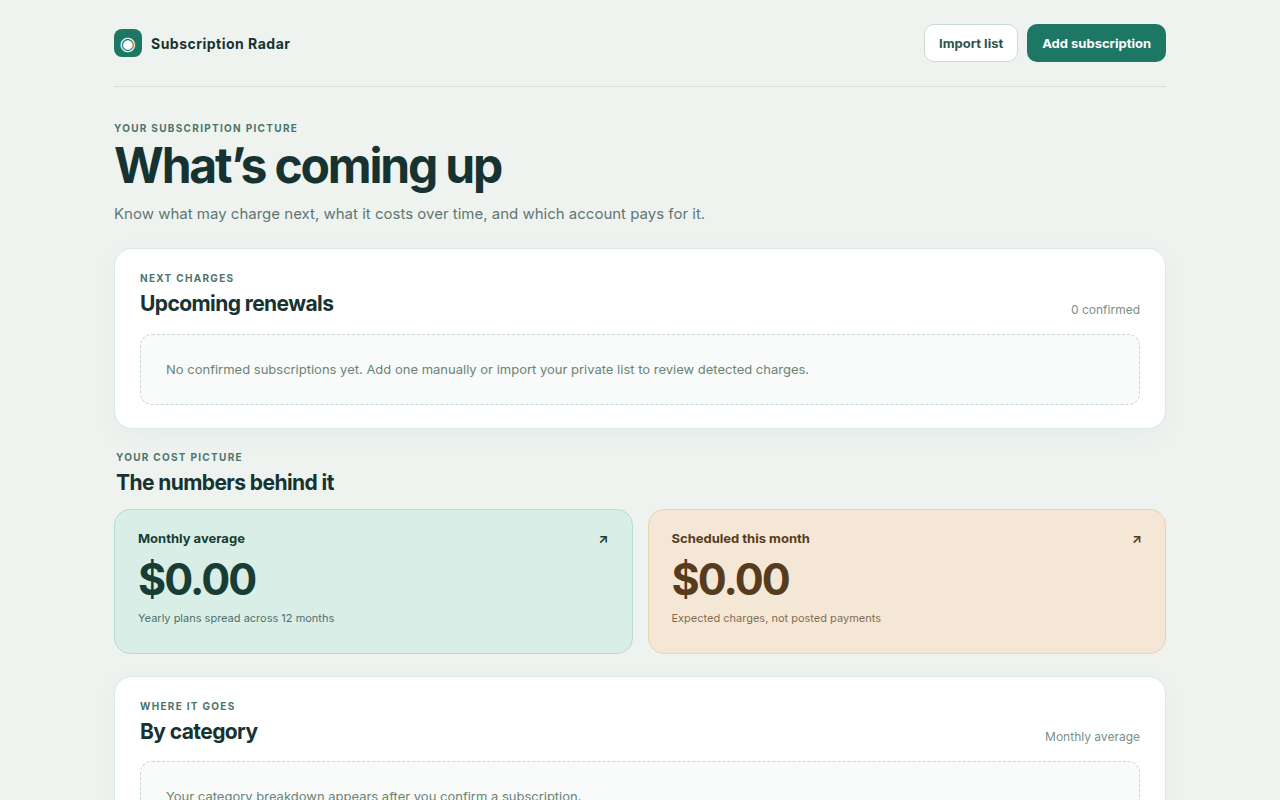 Subscription Radar
Import list
Add subscription
YOUR SUBSCRIPTION PICTURE
What’s coming up
Know what may charge next, what it costs over time, and which account pays for it.
NEXT CHARGES
Upcoming renewals
0 confirmed
No confirmed subscriptions yet. Add one manually or import your private list to review detected charges.
YOUR COST PICTURE
The numbers behind it
Monthly average
$0.00
Yearly plans spread across 12 months
Scheduled this month
$0.00
Expected charges, not posted payments
WHERE IT GOES
By category
Monthly average
Your category breakdown appears after you confirm a subscription.